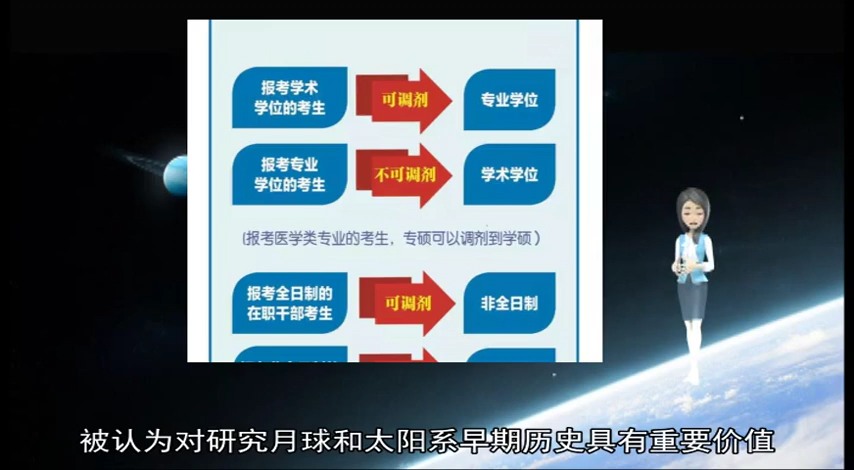 报考学术
学位的考生
可调剂
专业学位
报考专业
学位的考生
不可调剂
学术学位
(报考医学类专业的考生，专硕可以调剂到学硕）
报考全日制的
在职干部考生
可调剂
非全日制
被认为对研究月球和太阳系早期历史具有重要价值